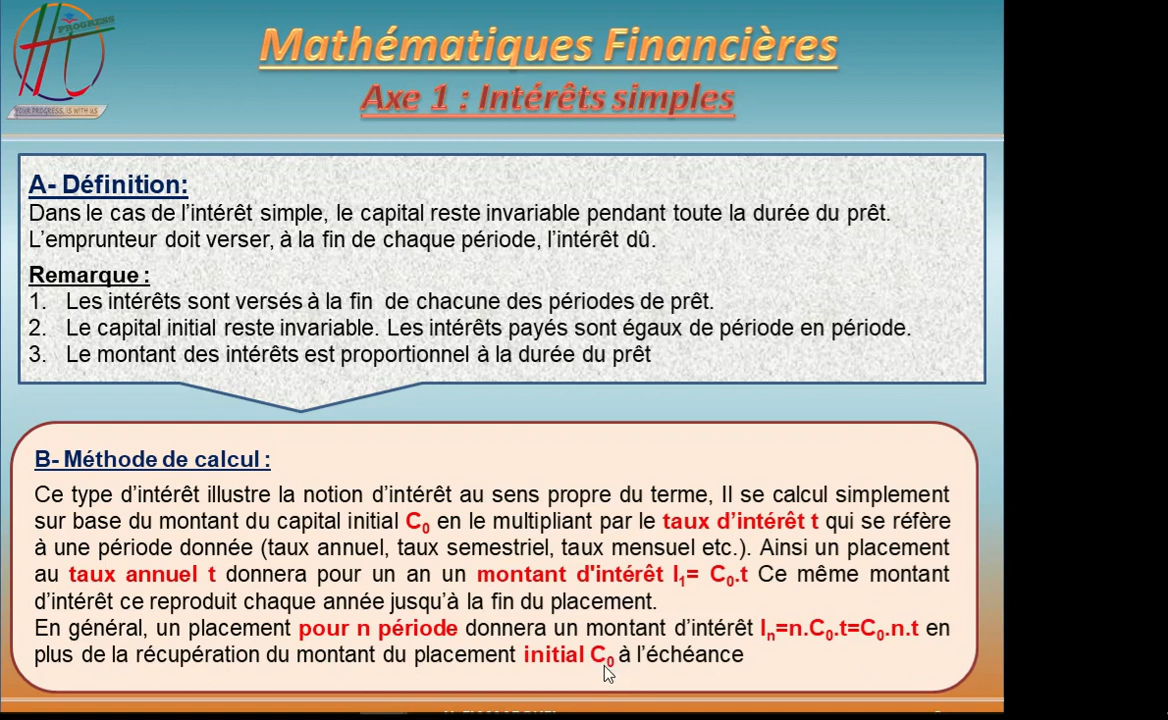 PROGRESS
YOUR PROGRESS, IS WITH US
Mathématiques Financières
Axe 1 : Intérêts simples
A- Définition:
Dans le cas de l’intérêt simple, le capital reste invariable pendant toute la durée du prêt.
L’emprunteur doit verser, à la fin de chaque période, l’intérêt dû.
Remarque :
1. Les intérêts sont versés à la fin de chacune des périodes de prêt.
2. Le capital initial reste invariable. Les intérêts payés sont égaux de période en période.
3. Le montant des intérêts est proportionnel à la durée du prêt
B- Méthode de calcul :
Ce type d’intérêt illustre la notion d’intérêt au sens propre du terme, Il se calcul simplement
sur base du montant du capital initial C₀ en le multipliant par le taux d’intérêt t qui se réfère
à une période donnée (taux annuel, taux semestriel, taux mensuel etc.). Ainsi un placement
au taux annuel t donnera pour un an un montant d'intérêt I₁= C₀.t Ce même montant
d’intérêt ce reproduit chaque année jusqu’à la fin du placement.
En général, un placement pour n période donnera un montant d’intérêt Iₙ=n.C₀.t=C₀.n.t en
plus de la récupération du montant du placement initial C₀ à l’échéance